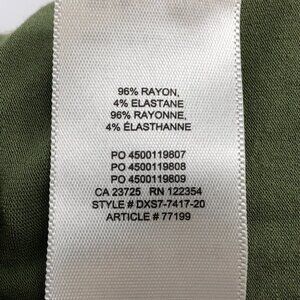 96% RAYON,
4% ELASTANE
96% RAYONNE,
4% ÉLASTHANNE
PO 4500119807
PO 4500119808
PO 4500119809
CA 23725 RN 122354
STYLE # DXS7-7417-20
ARTICLE # 77199